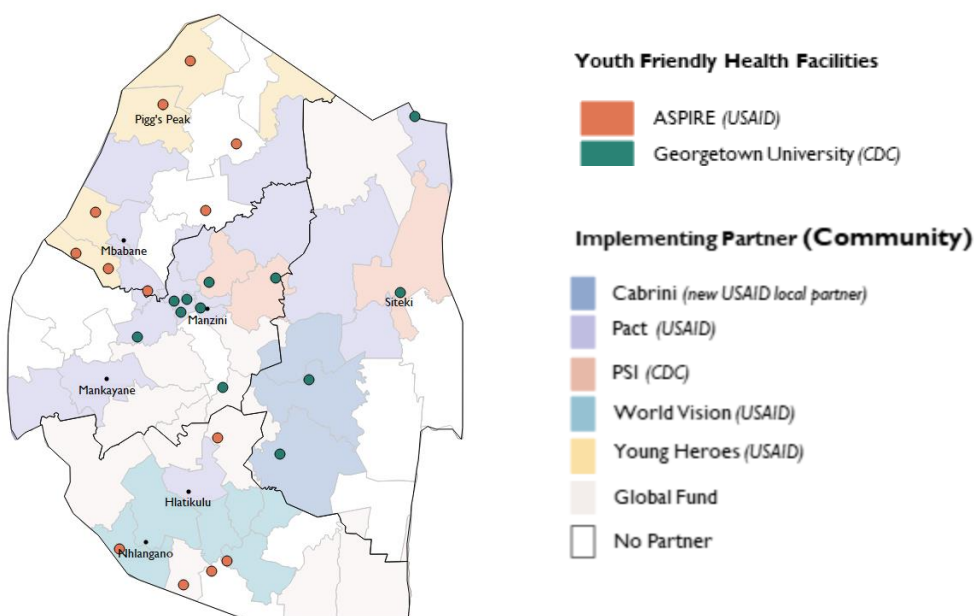 Pigg's Peak
Mbabane
Manzini
Siteki
Mankayane
Hlatikulu
Nhlangano
Youth Friendly Health Facilities
ASPIRE (USAID)
Georgetown University (CDC)
Implementing Partner (Community)
Cabrini (new USAID local partner)
Pact (USAID)
PSI (CDC)
World Vision (USAID)
Young Heroes (USAID)
Global Fund
No Partner